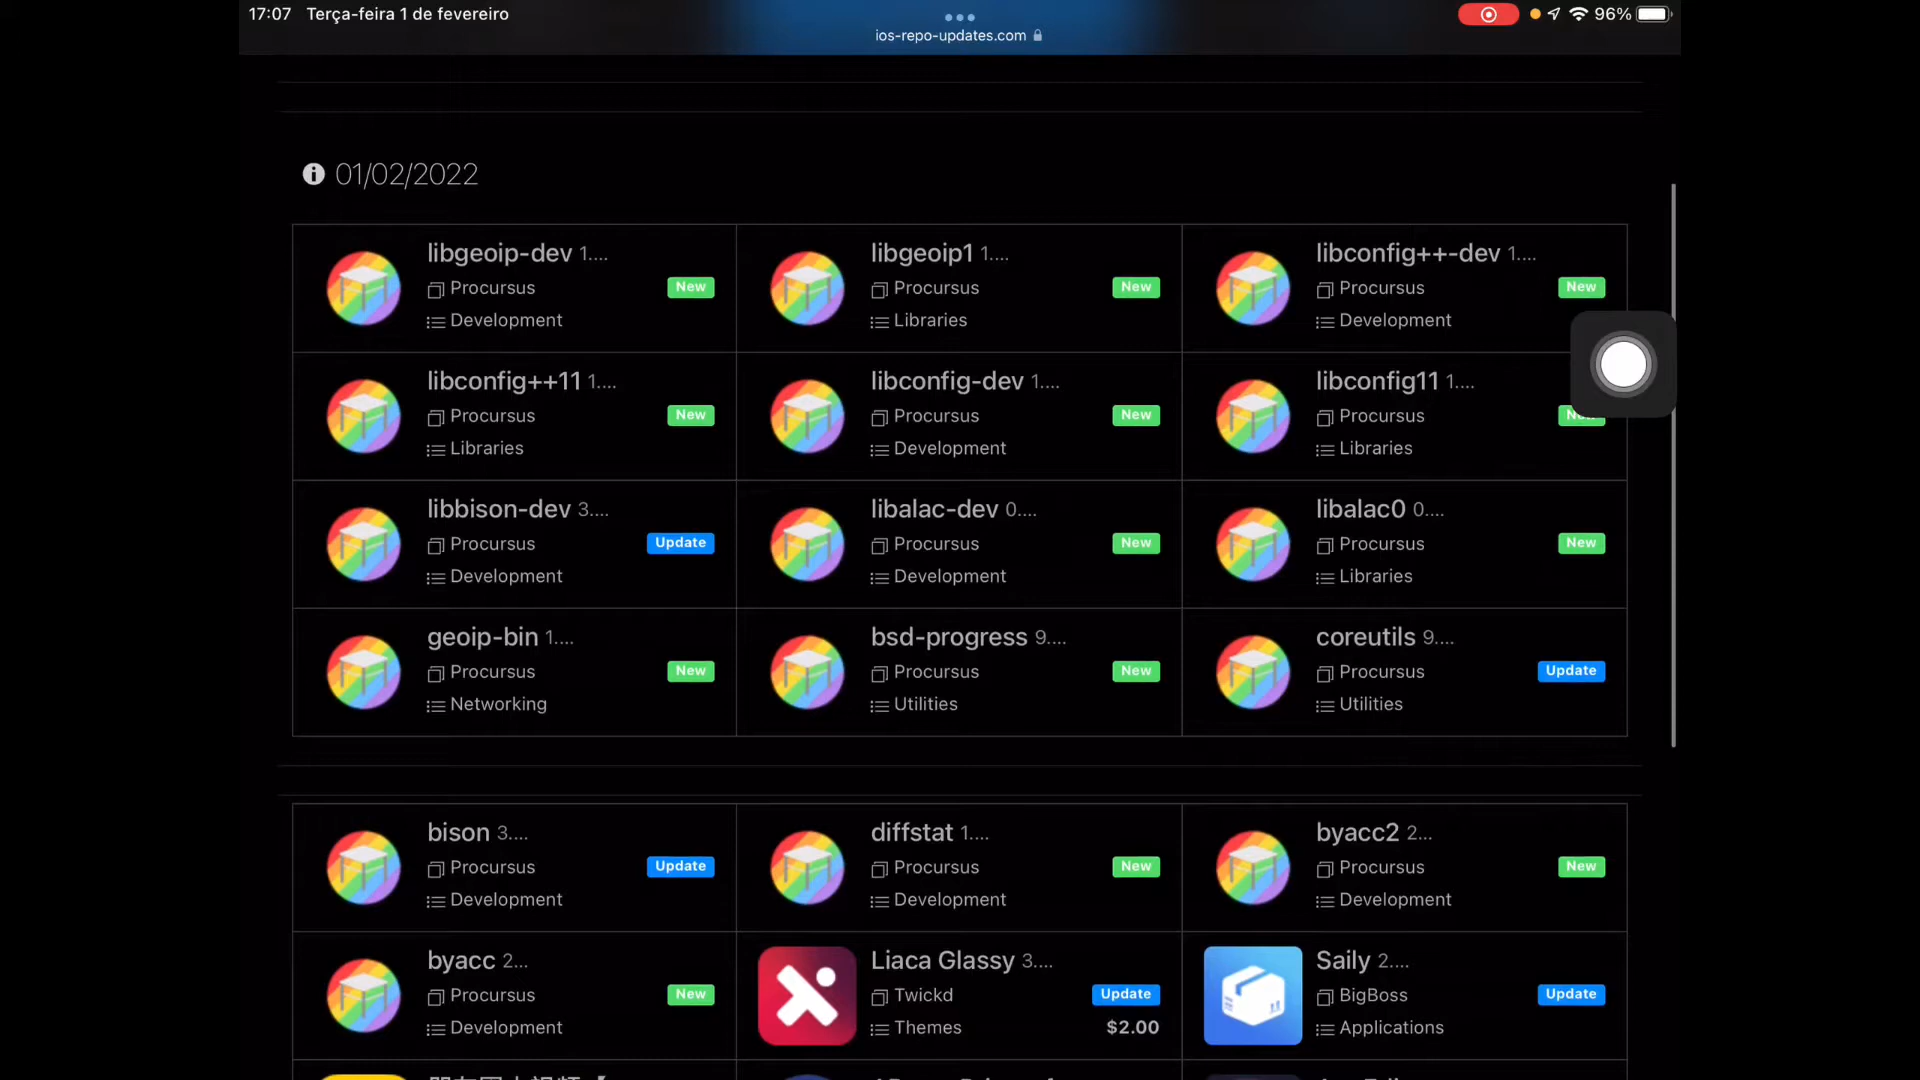 17:07 Terça-feira 1 de fevereiro
96%
ios-repo-updates.com
01/02/2022
libgeoip-dev 1....
Procursus
New
Development
libgeoip1 1....
Procursus
New
Libraries
libconfig++-dev 1....
Procursus
New
Development
libconfig++11 1....
Procursus
New
Libraries
libconfig-dev 1....
Procursus
New
Development
libconfig11 1....
Procursus
New
Libraries
libbison-dev 3....
Procursus
Update
Development
libalac-dev 0....
Procursus
New
Development
libalac0 0....
Procursus
New
Libraries
geoip-bin 1....
Procursus
New
Networking
bsd-progress 9....
Procursus
New
Utilities
coreutils 9....
Procursus
Update
Utilities
bison 3....
Procursus
Update
Development
diffstat 1....
Procursus
New
Development
byacc2 2...
Procursus
New
Development
byacc 2...
Procursus
New
Development
Liaca Glassy 3....
Twickd
Update
Themes
$2.00
Saily 2....
BigBoss
Update
Applications